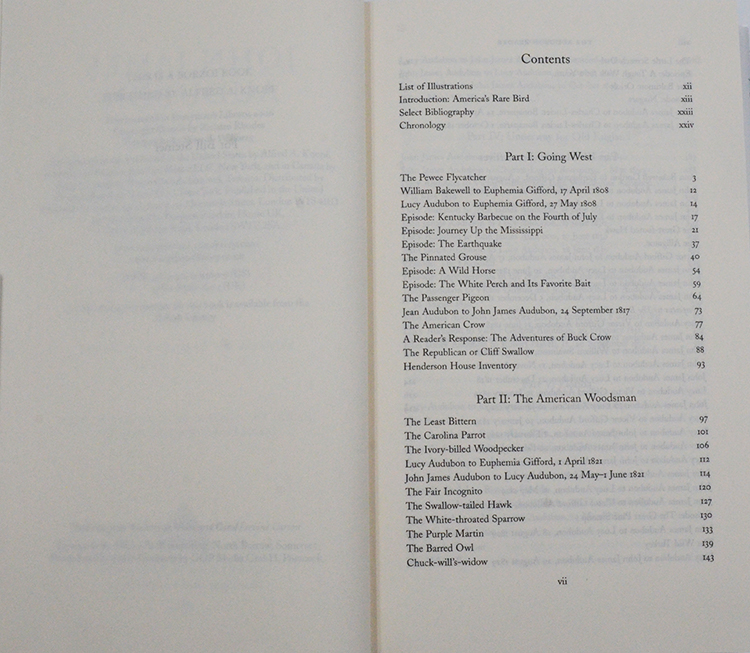 Contents
List of Illustrations xii
Introduction: America's Rare Bird xiii
Select Bibliography xxiii
Chronology xxiv
Part I: Going West
The Pewee Flycatcher 3
William Bakewell to Euphemia Gifford, 17 April 1808 12
Lucy Audubon to Euphemia Gifford, 27 May 1808 14
Episode: Kentucky Barbecue on the Fourth of July 17
Episode: Journey Up the Mississippi 21
Episode: The Earthquake 37
The Pinnated Grouse 40
Episode: A Wild Horse 54
Episode: The White Perch and Its Favorite Bait 59
The Passenger Pigeon 64
Jean Audubon to John James Audubon, 24 September 1817 73
The American Crow 77
A Reader's Response: The Adventures of Buck Crow 84
The Republican or Cliff Swallow 88
Henderson House Inventory 93
Part II: The American Woodsman
The Least Bittern 97
The Carolina Parrot 101
The Ivory-billed Woodpecker 106
Lucy Audubon to Euphemia Gifford, 1 April 1821 112
John James Audubon to Lucy Audubon, 24 May–1 June 1821 114
The Fair Incognito 120
The Swallow-tailed Hawk 127
The White-throated Sparrow 130
The Purple Martin 133
The Barred Owl 139
Chuck-will's-widow 143
vii